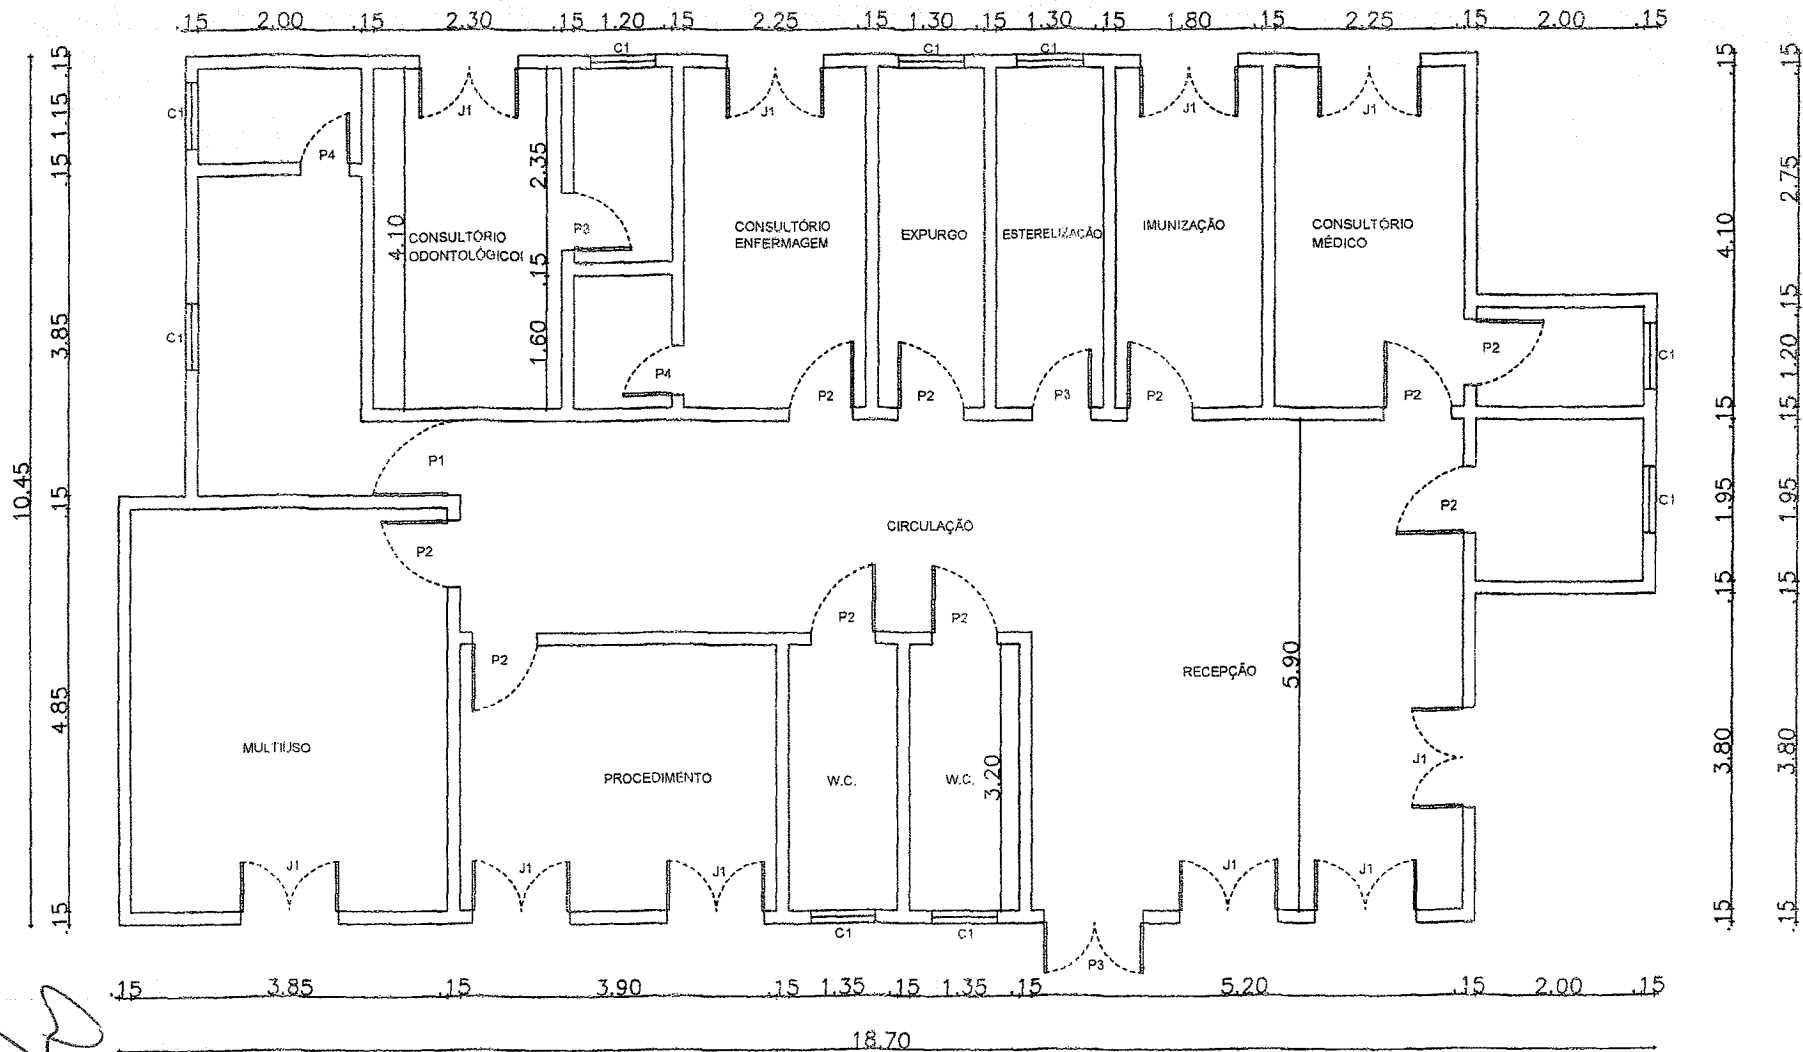 .15 2.00 .15 2.30 .15 1.20 .15 2.25 .15 1.30 .15 1.30 .15 1.80 .15 2.25 .15 2.00 .15
C1 C1 C1
.15 1.15 .15 3.85 .15 4.85 .15
10.45
C1
P4
C1
J1
4.10
CONSULTÓRIO
ODONTOLÓGICO
2.35
.15
1.60
P3
P4
J1
CONSULTÓRIO
ENFERMAGEM
P2
EXPURGO
P2
ESTERELIZAÇÃO
P3
J1
IMUNIZAÇÃO
P2
J1
CONSULTÓRIO
MÉDICO
P2
P2
C1
P2
C1
.15 4.10 .15 1.95 .15 3.80 .15
.15 2.75 .15 1.20 .15 1.95 .15 3.80 .15
P1
P2
CIRCULAÇÃO
P2
P2
P2
MULTIUSO
J1
PROCEDIMENTO
J1
J1
W.C.
C1
W.C.
3.20
C1
RECEPÇÃO
5.90
J1
J1
J1
P3
.15 3.85 .15 3.90 .15 1.35 .15 1.35 .15 5.20 .15 2.00 .15
18.70